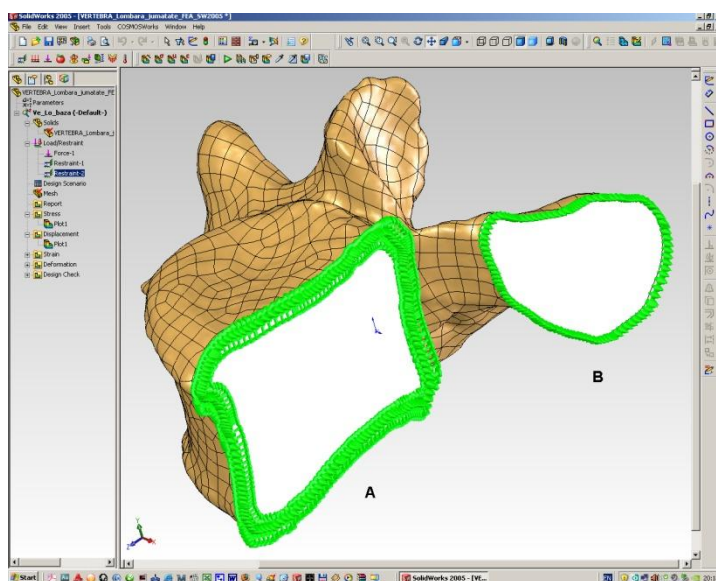 SolidWorks 2005 - [VERTEBRA_Lombara_jumatate_FEA_SW2005 *]
File Edit View Insert Tools COSMOSWorks Window Help
VERTEBRA_Lombara_jumatate_FE
Parameters
Ve_Lo_baza (-Default-)
Solids
VERTEBRA_Lombara_j
Load/Restraint
Force-1
Restraint-1
Restraint-2
Design Scenario
Mesh
Report
Stress
Plot1
Displacement
Plot1
Strain
Deformation
Design Check
B
A
Start
SolidWorks 2005 - [VE...